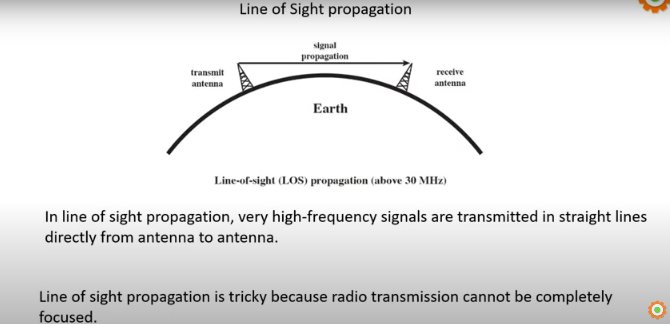 Line of Sight propagation
signal
propagation
transmit
antenna
receive
antenna
Earth
Line-of-sight (LOS) propagation (above 30 MHz)
In line of sight propagation, very high-frequency signals are transmitted in straight lines
directly from antenna to antenna.
Line of sight propagation is tricky because radio transmission cannot be completely
focused.